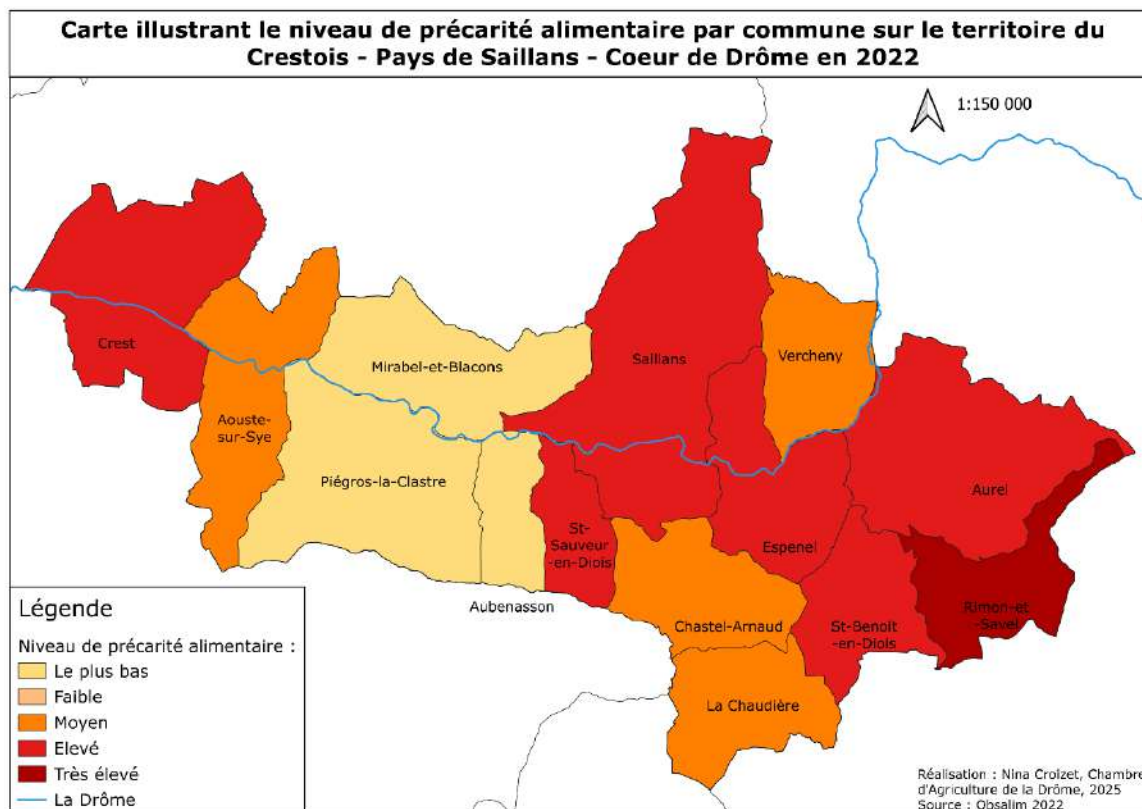 Carte illustrant le niveau de précarité alimentaire par commune sur le territoire du
Crestois - Pays de Saillans - Coeur de Drôme en 2022
1:150 000
Crest
Mirabel-et-Blacons
Saillans
Vercheny
Aouste-
sur-Sye
Piégros-la-Clastre
Aurel
St-
Sauveur
-en-Diois
Espenel
Aubenasson
Chastel-Arnaud
St-Benoit
-en-Diois
Rimon-et
-Savel
La Chaudière
Légende
Niveau de précarité alimentaire :
Le plus bas
Faible
Moyen
Elevé
Très élevé
La Drôme
Réalisation : Nina Croizet, Chambre
d'Agriculture de la Drôme, 2025
Source : Obsalim 2022